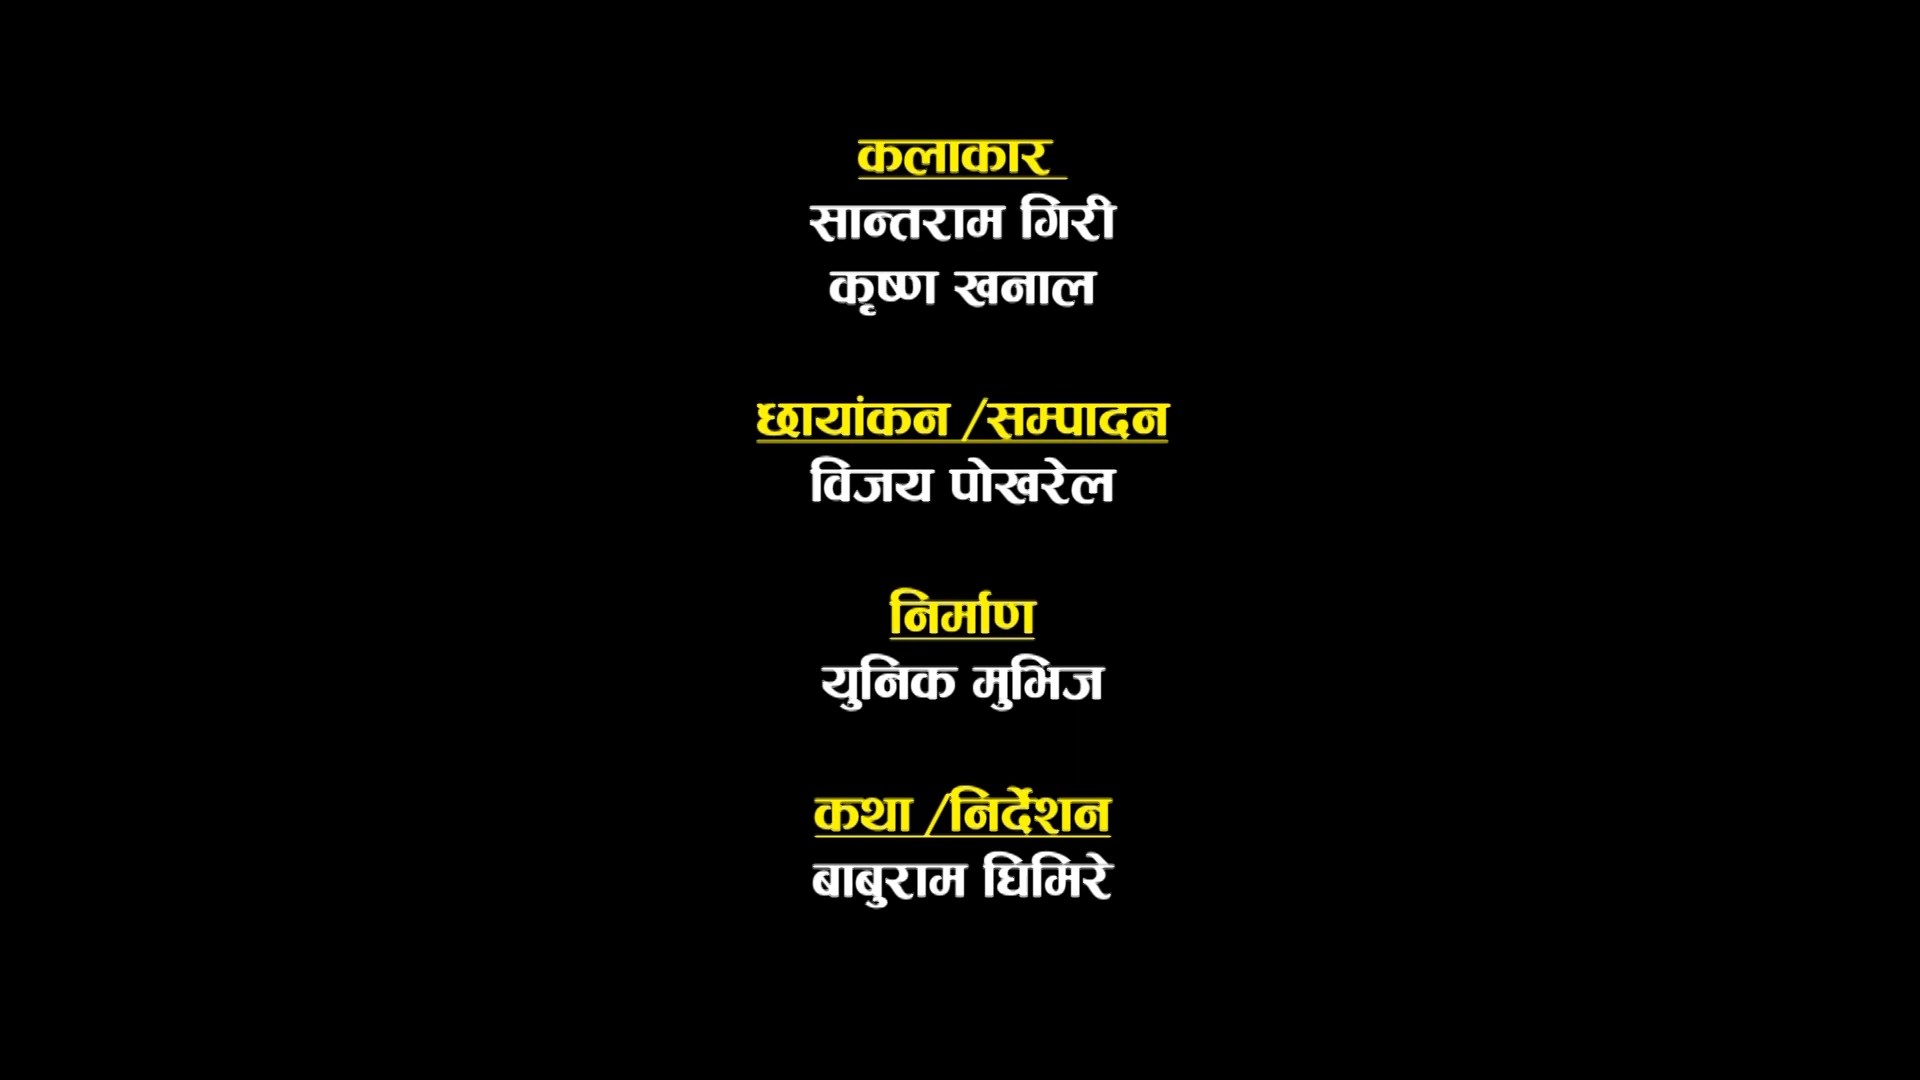 कलाकार
सान्तराम गिरी
कृष्ण खनाल
छायांकन /सम्पादन
विजय पोखरेल
निर्माण
युनिक मुभिज
कथा /निर्देशन
बाबुराम घिमिरे